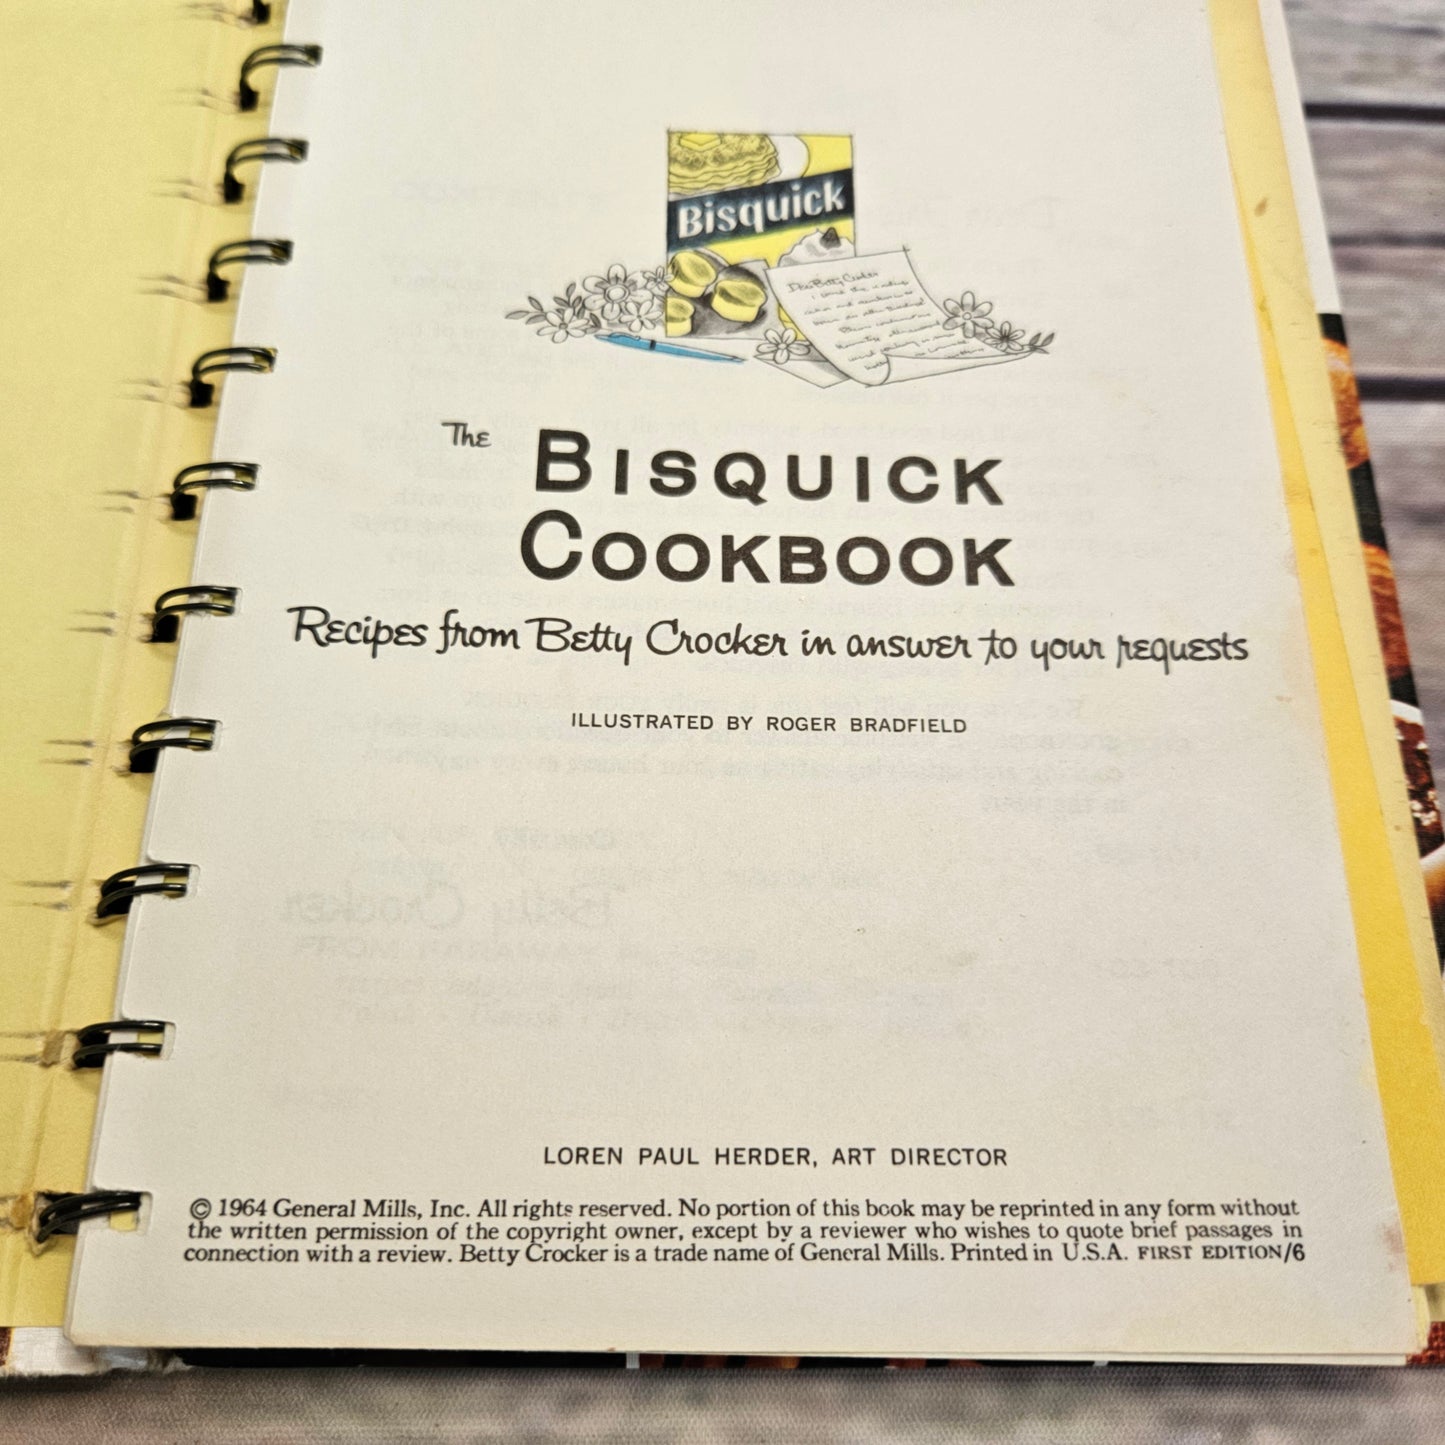 Bisquick
Dear Betty Crocker
The BISQUICK
COOKBOOK
Recipes from Betty Crocker in answer to your requests
ILLUSTRATED BY ROGER BRADFIELD
LOREN PAUL HERDER, ART DIRECTOR
© 1964 General Mills, Inc. All rights reserved. No portion of this book may be reprinted in any form without
the written permission of the copyright owner, except by a reviewer who wishes to quote brief passages in
connection with a review. Betty Crocker is a trade name of General Mills. Printed in U.S.A. FIRST EDITION/6